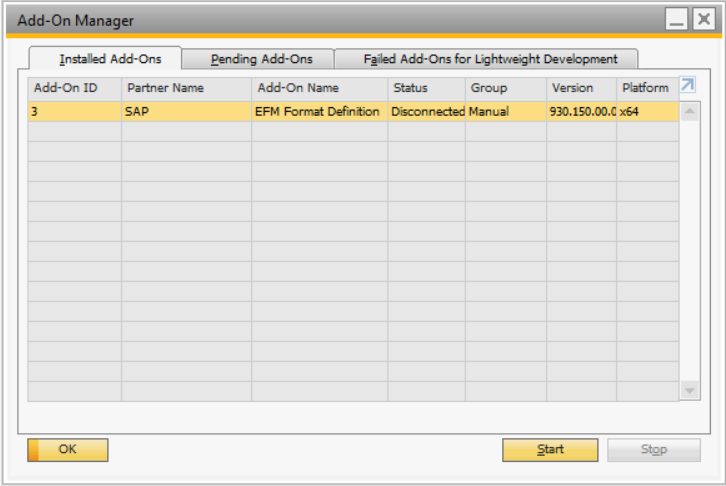 Add-On Manager
Installed Add-Ons Pending Add-Ons Failed Add-Ons for Lightweight Development
Add-On ID Partner Name Add-On Name Status Group Version Platform
3 SAP EFM Format Definition Disconnected Manual 930.150.00.0 x64
OK Start Stop